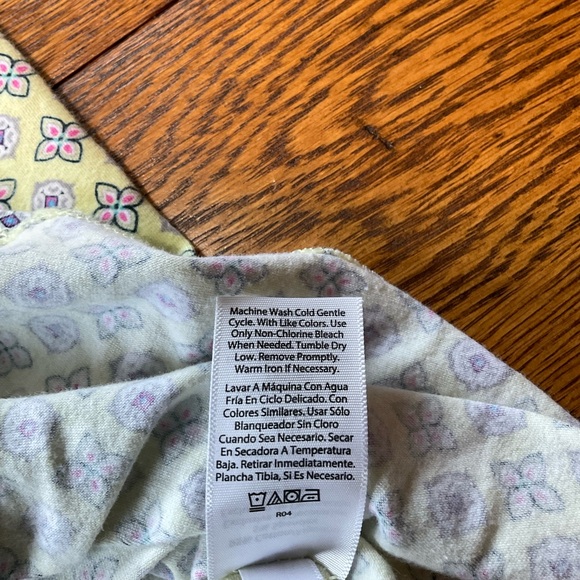 Machine Wash Cold Gentle
Cycle. With Like Colors. Use
Only Non-Chlorine Bleach
When Needed. Tumble Dry
Low. Remove Promptly.
Warm Iron If Necessary.
Lavar A Máquina Con Agua
Fría En Ciclo Delicado. Con
Colores Similares. Usar Sólo
Blanqueador Sin Cloro
Cuando Sea Necesario. Secar
En Secadora A Temperatura
Baja. Retirar Inmediatamente.
Plancha Tibia, Si Es Necesario.
R04